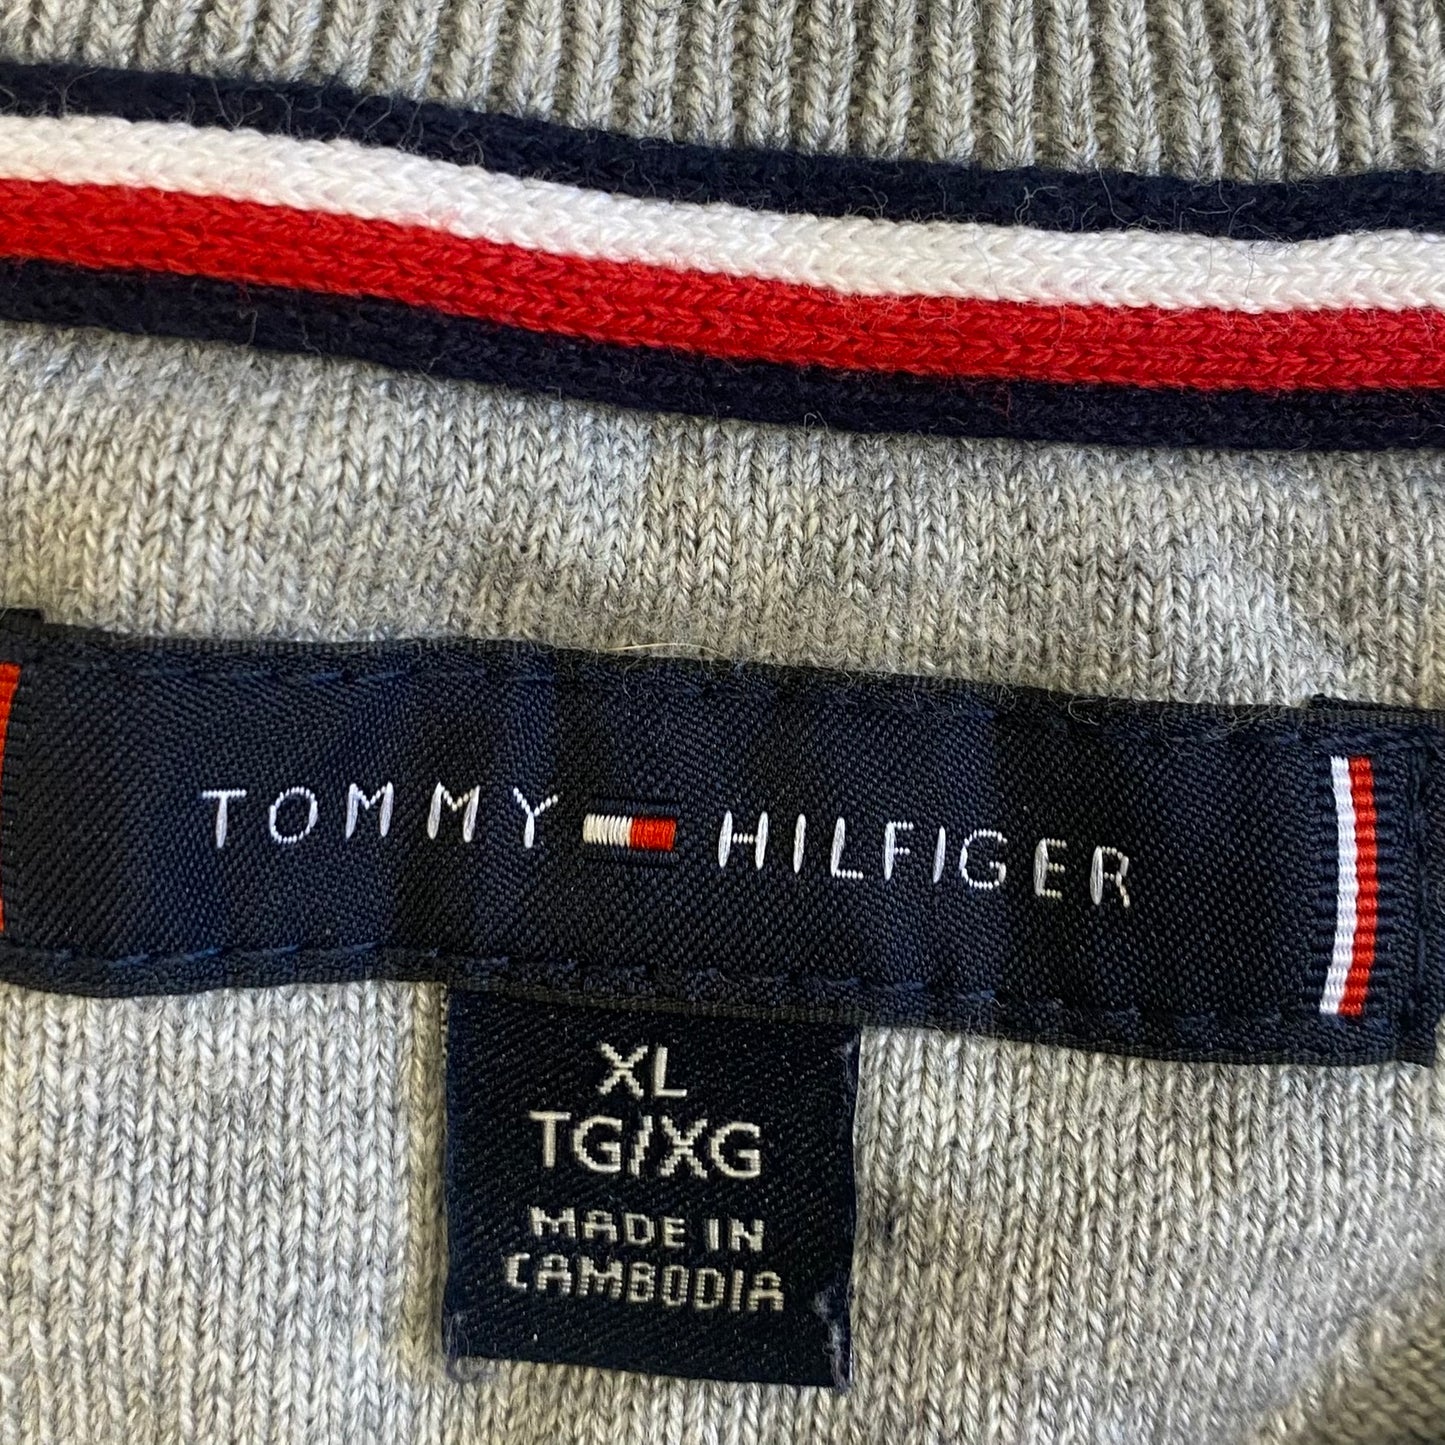 TOMMY HILFIGER
XL
TG/XG
MADE IN
CAMBODIA